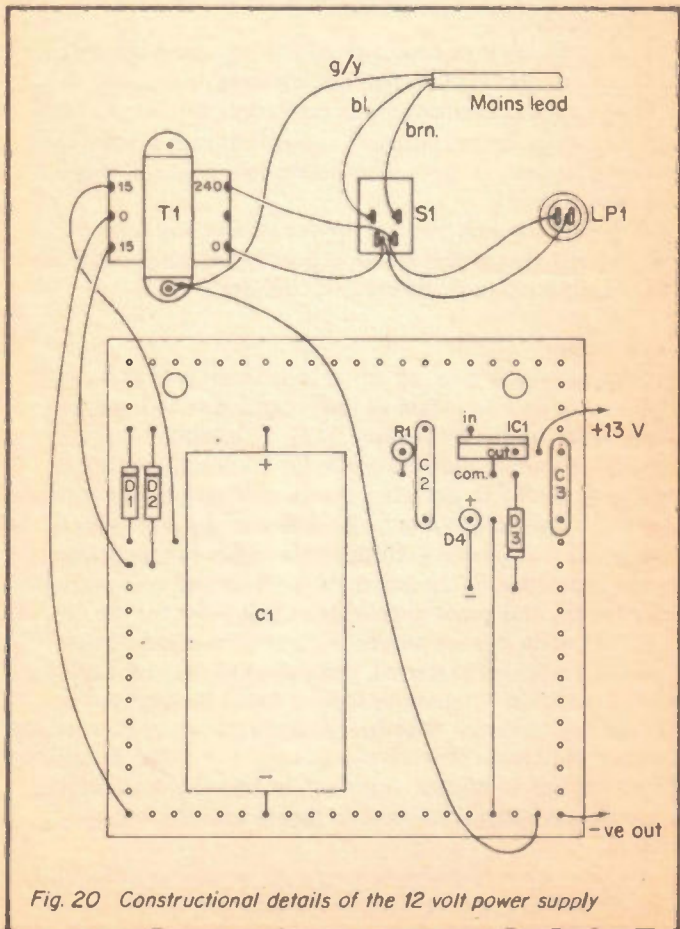 g/y
bl.
brn.
Mains lead
15
0
15
T1
240
0
S1
LP1
in
IC1
+13 V
R1
C2
out
com.
C3
D1
D2
+
+
D4
D3
-
C1
-
-ve out
Fig. 20 Constructional details of the 12 volt power supply